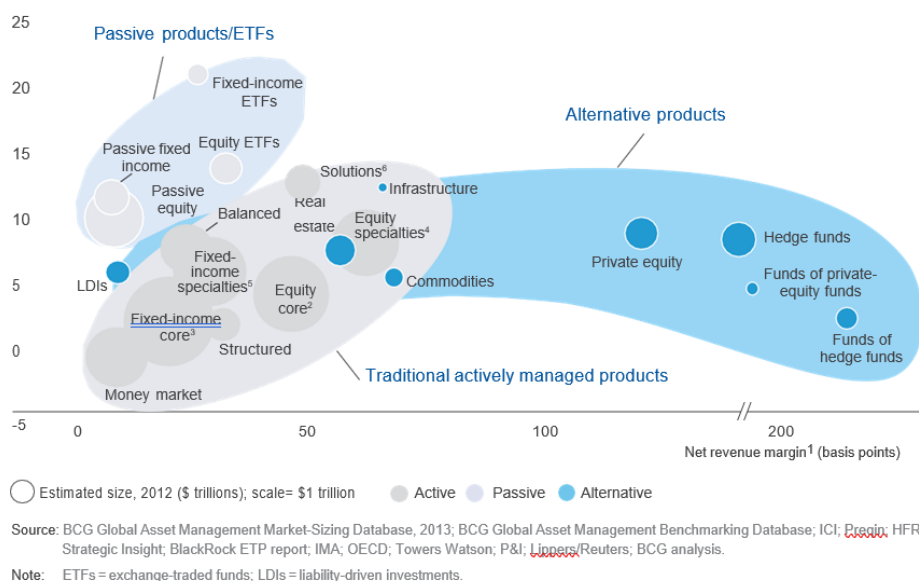 25
Passive products/ETFs
20
Fixed-income
ETFs
Alternative products
15
Passive fixed
income
Equity ETFs
Solutions⁶
Infrastructure
Passive
equity
Balanced
Real
estate
Equity
specialties⁴
10
Fixed-
income
specialties⁵
Private equity
Hedge funds
LDIs
Commodities
Funds of private-
equity funds
5
Equity
core²
Fixed-income
core³
Structured
Funds of
hedge funds
0
Money market
Traditional actively managed products
-5
0 50 100 200
Net revenue margin¹ (basis points)
Estimated size, 2012 ($ trillions); scale= $1 trillion Active Passive Alternative
Source: BCG Global Asset Management Market-Sizing Database, 2013; BCG Global Asset Management Benchmarking Database; ICI; Preqin; HFR
Strategic Insight; BlackRock ETP report; IMA; OECD; Towers Watson; P&I; Lippers/Reuters; BCG analysis.
Note: ETFs = exchange-traded funds; LDIs = liability-driven investments.